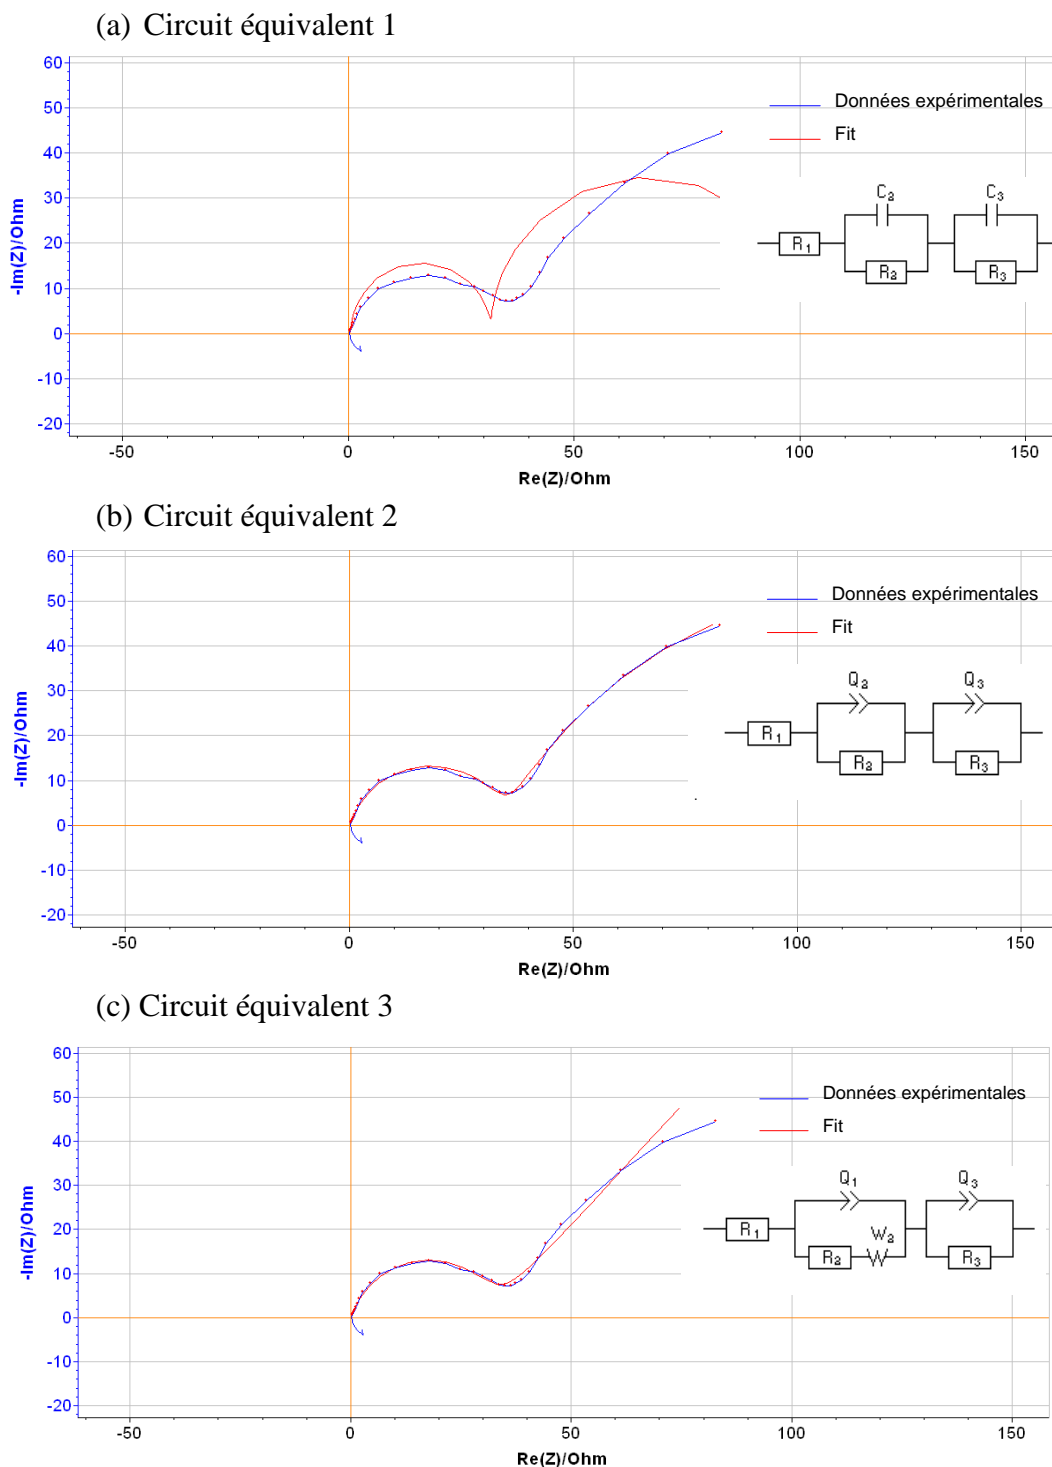 (a) Circuit équivalent 1
60
50
40
30
20
10
0
-10
-20
-Im(Z)/Ohm
Données expérimentales
Fit
C2
C3
R1
R2
R3
-50
0
50
100
150
Re(Z)/Ohm
(b) Circuit équivalent 2
60
50
40
30
20
10
0
-10
-20
-Im(Z)/Ohm
Données expérimentales
Fit
Q2
Q3
R1
R2
R3
-50
0
50
100
150
Re(Z)/Ohm
(c) Circuit équivalent 3
60
50
40
30
20
10
0
-10
-20
-Im(Z)/Ohm
Données expérimentales
Fit
Q1
Q3
W2
R1
R2
W
R3
-50
0
50
100
150
Re(Z)/Ohm